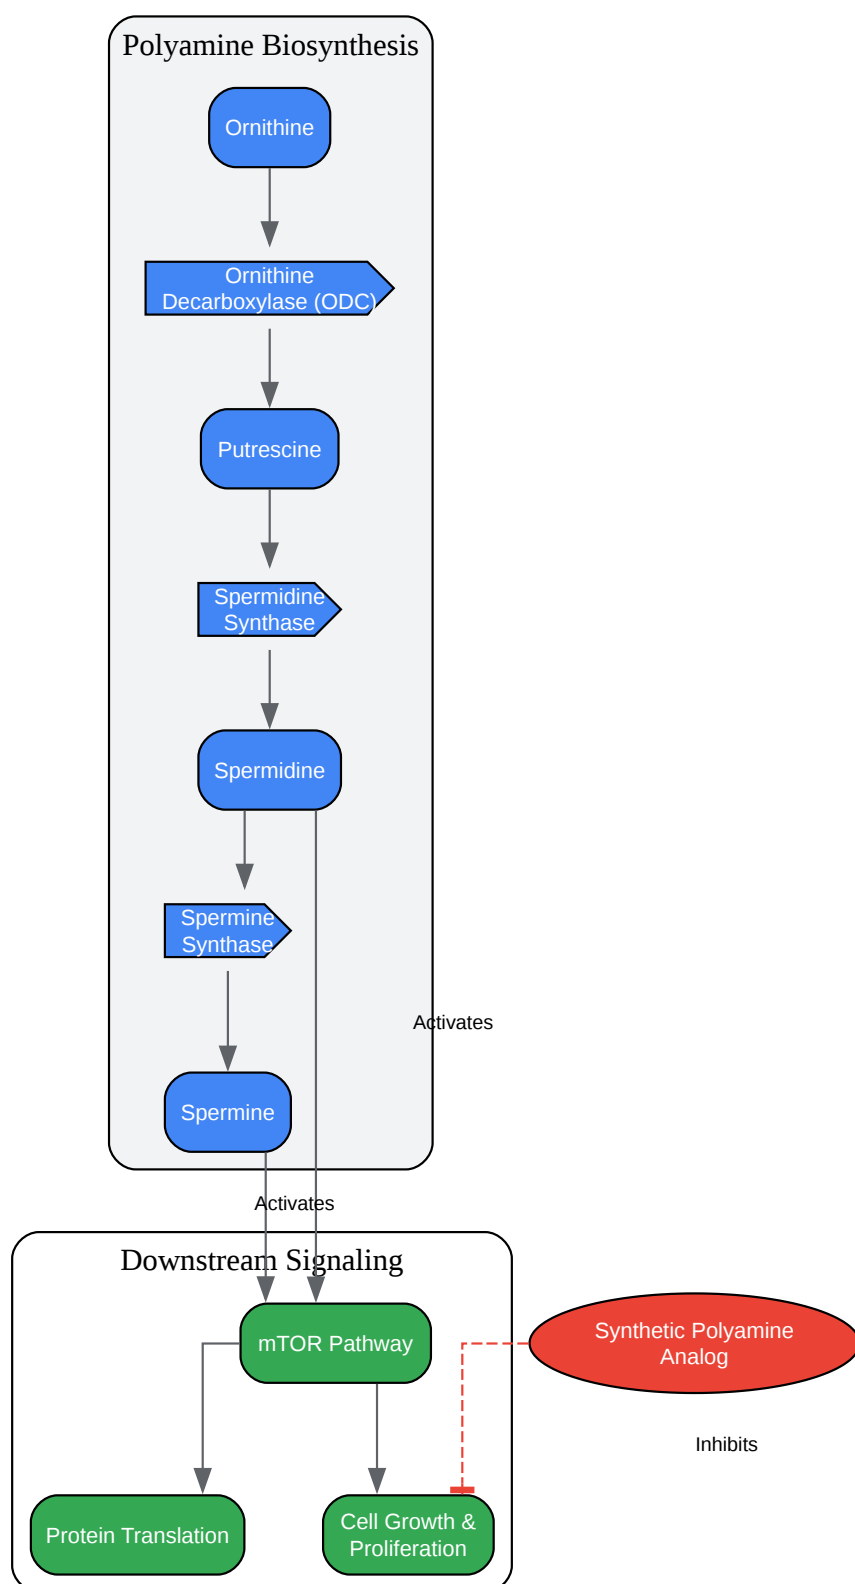 Polyamine Biosynthesis
Ornithine
Ornithine
Decarboxylase (ODC)
Putrescine
Spermidine
Synthase
Spermidine
Spermine
Synthase
Activates
Spermine
Activates
Downstream Signaling
mTOR Pathway
Synthetic Polyamine
Analog
Inhibits
Protein Translation
Cell Growth &
Proliferation